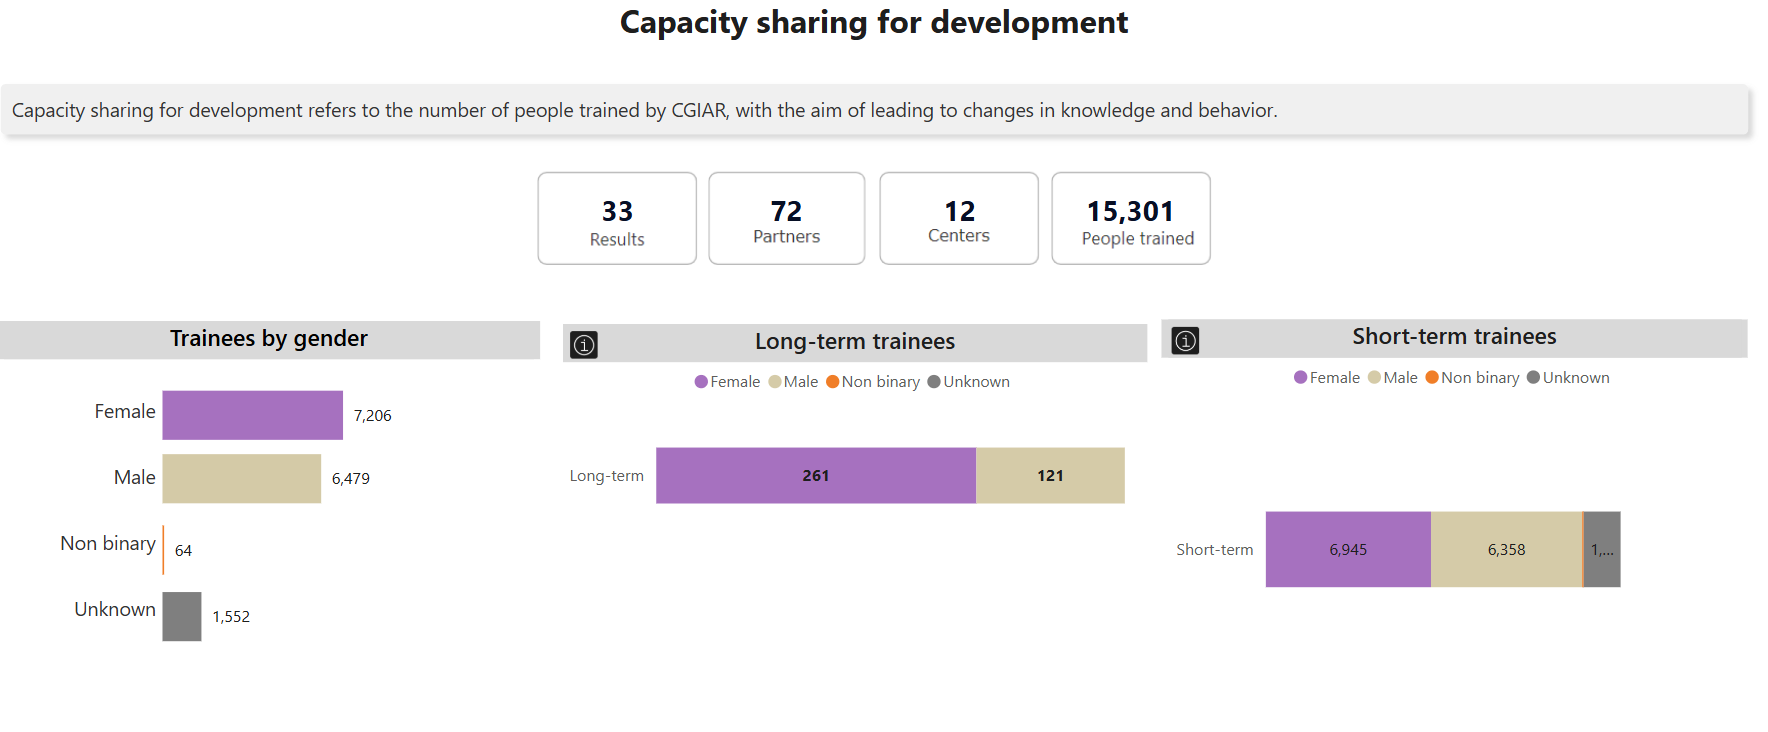 Capacity sharing for development
Capacity sharing for development refers to the number of people trained by CGIAR, with the aim of leading to changes in knowledge and behavior.
33
Results
72
Partners
12
Centers
15,301
People trained
Trainees by gender
Female 7,206
Male 6,479
Non binary 64
Unknown 1,552
Long-term trainees
Female Male Non binary Unknown
Long-term 261 121
Short-term trainees
Female Male Non binary Unknown
Short-term 6,945 6,358 1,...